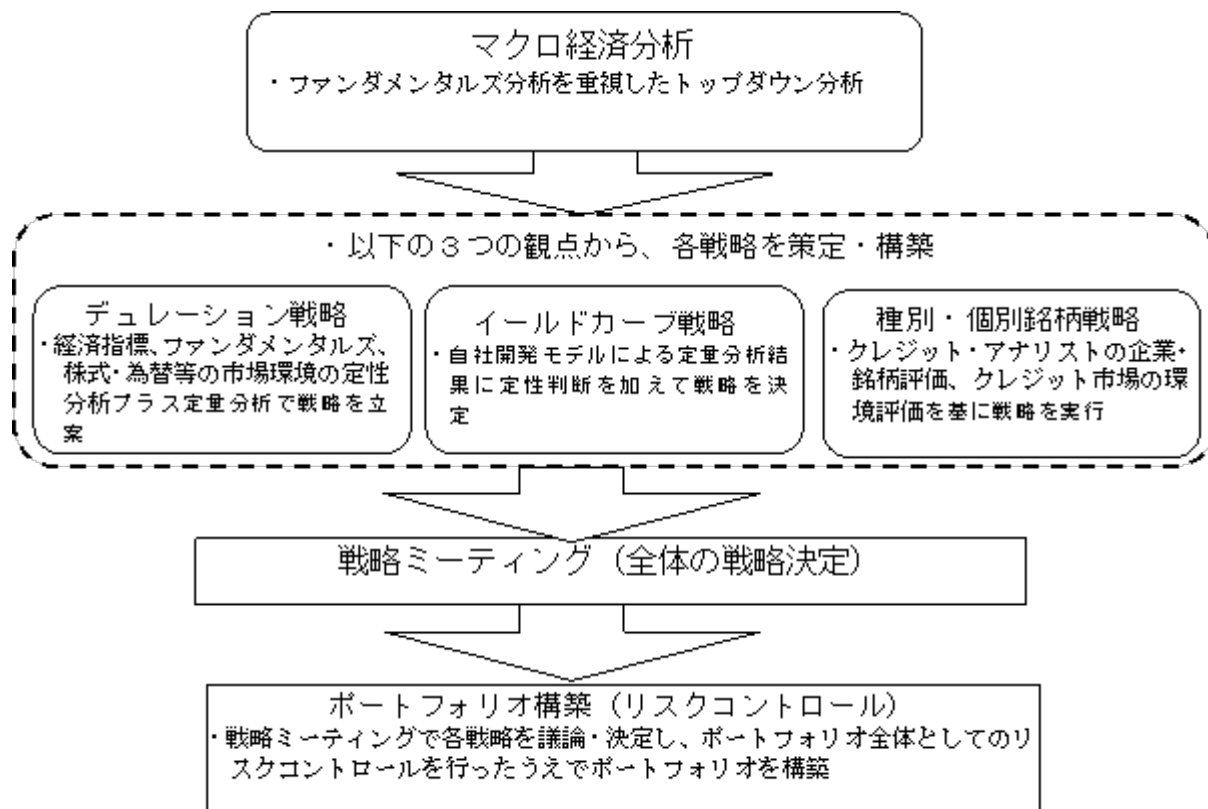 マクロ経済分析
・ファンダメンタルズ分析を重視したトップダウン分析
・以下の３つの観点から、各戦略を策定・構築
デュレーション戦略
・経済指標、ファンダメンタルズ、
株式・為替等の市場環境の定性
分析プラス定量分析で戦略を立
案
イールドカーブ戦略
・自社開発モデルによる定量分析結
果に定性判断を加えて戦略を決
定
種別・個別銘柄戦略
・クレジット・アナリストの企業・
銘柄評価、クレジット市場の環
境評価を基に戦略を実行
戦略ミーティング（全体の戦略決定）
ポートフォリオ構築（リスクコントロール）
・戦略ミーティングで各戦略を議論・決定し、ポートフォリオ全体としてのリ
スクコントロールを行ったうえでポートフォリオを構築